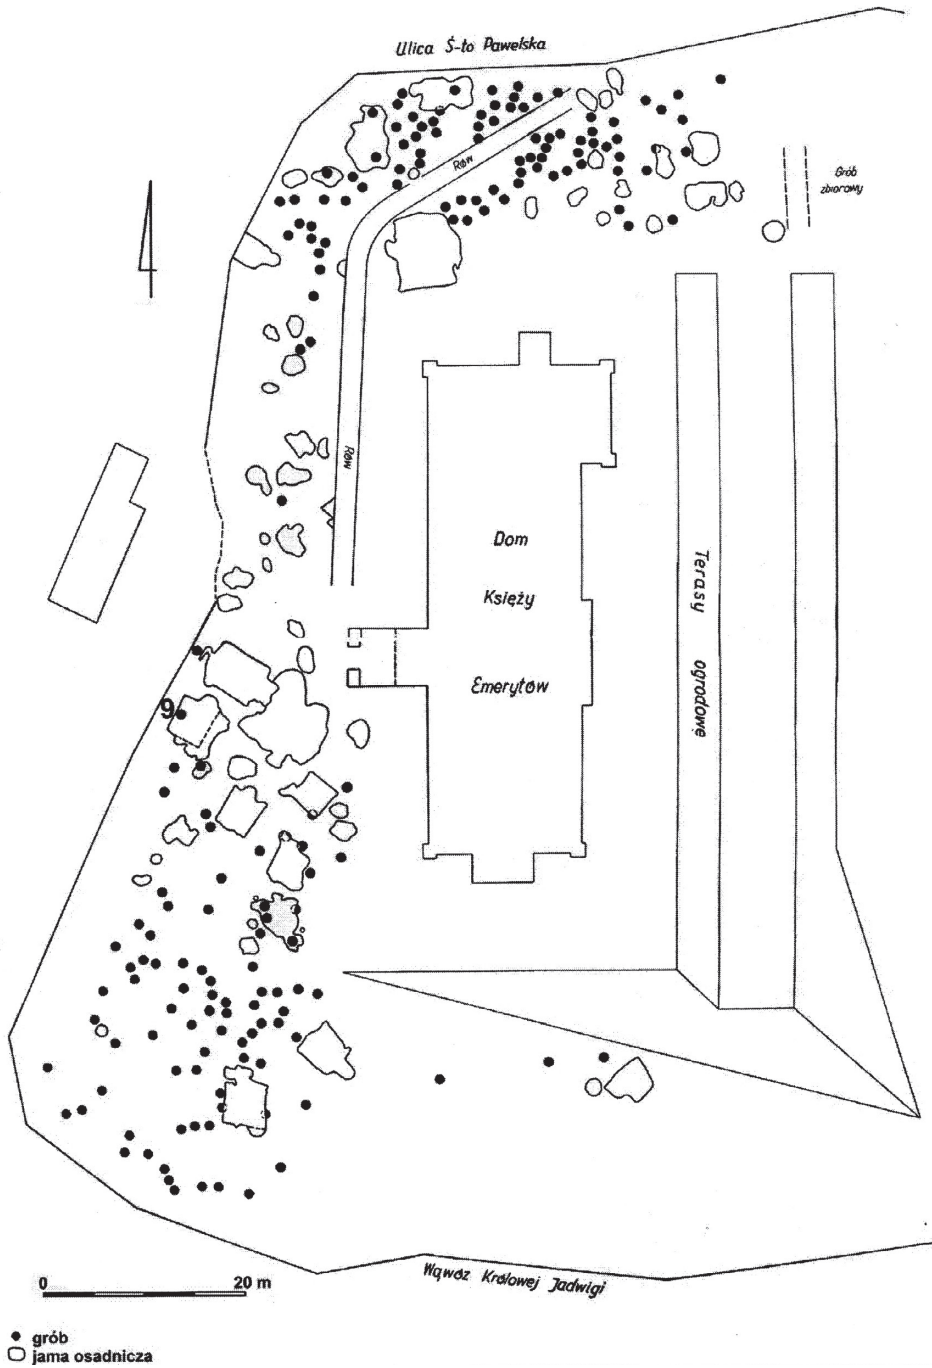 Ulica Ś-to Pawelska
Rów
Grób
zbiorowy
Rów
Dom
Księży
Emerytów
Terasy ogrodowe
9
Wąwóz Królowej Jadwigi
0 20 m
grób
jama osadnicza